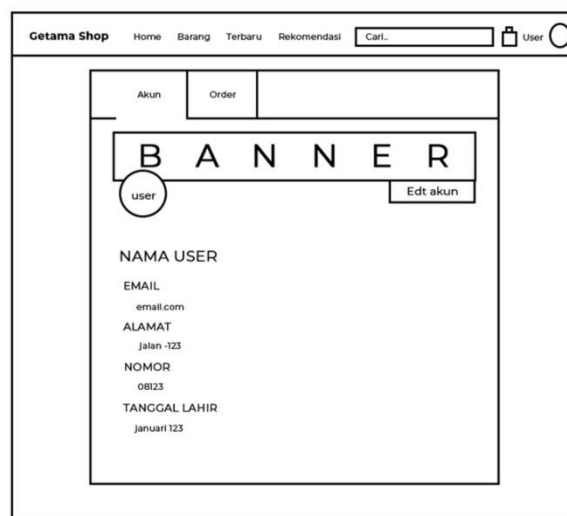 Getama Shop Home Barang Terbaru Rekomendasi Cari.. User
Akun Order
BANNER
user
Edt akun
NAMA USER
EMAIL
email.com
ALAMAT
jalan -123
NOMOR
08123
TANGGAL LAHIR
januari 123